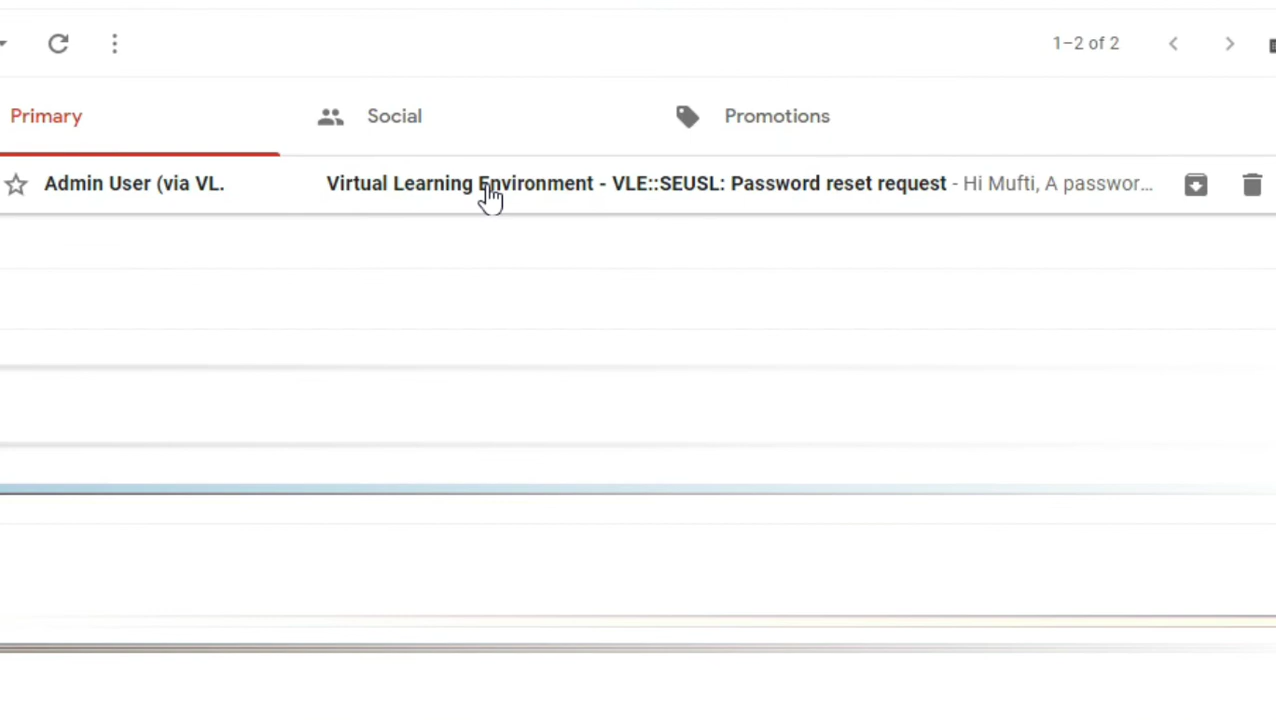 1–2 of 2
Primary Social Promotions
Admin User (via VL. Virtual Learning Environment - VLE::SEUSL: Password reset request - Hi Mufti, A passwor...